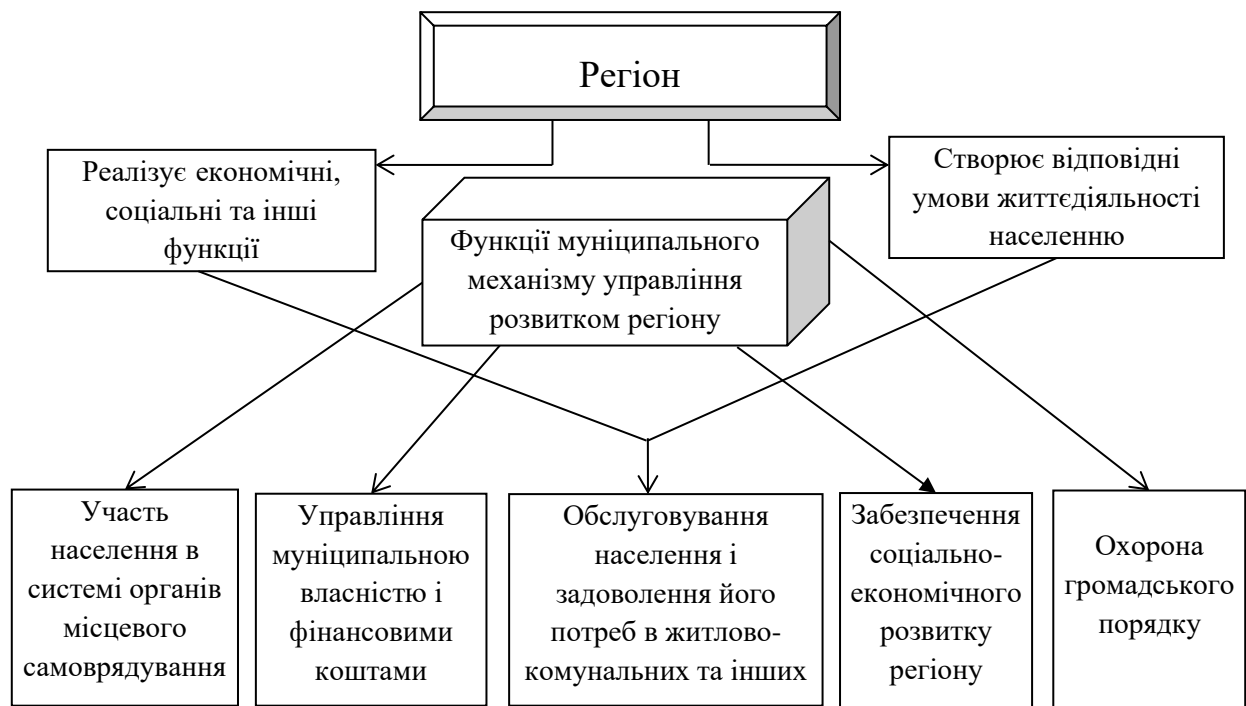 Регіон
Реалізує економічні,
соціальні та інші
функції
Створює відповідні
умови життєдіяльності
населенню
Функції муніципального
механізму управління
розвитком регіону
Участь
населення в
системі органів
місцевого
самоврядування
Управління
муніципальною
власністю і
фінансовими
коштами
Обслуговування
населення і
задоволення його
потреб в житлово-
комунальних та інших
Забезпечення
соціально-
економічного
розвитку
регіону
Охорона
громадського
порядку